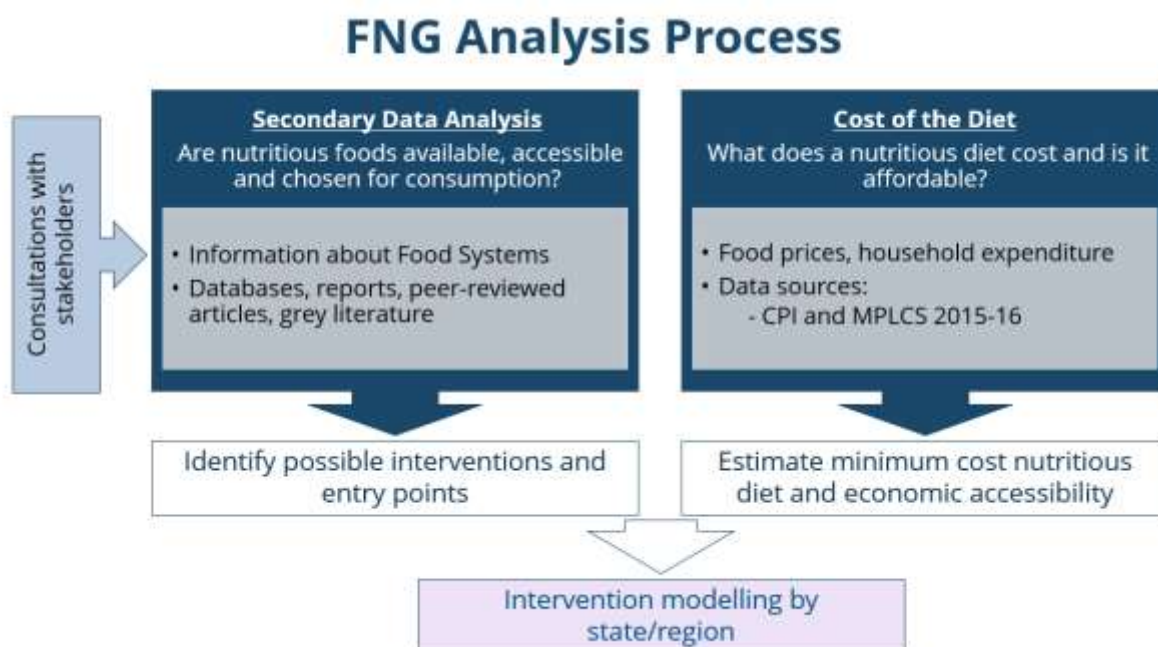 FNG Analysis Process
Consultations with
stakeholders
Secondary Data Analysis
Are nutritious foods available, accessible
and chosen for consumption?
• Information about Food Systems
• Databases, reports, peer-reviewed
articles, grey literature
Identify possible interventions and
entry points
Cost of the Diet
What does a nutritious diet cost and is it
affordable?
• Food prices, household expenditure
• Data sources:
- CPI and MPLCS 2015-16
Estimate minimum cost nutritious
diet and economic accessibility
Intervention modelling by
state/region